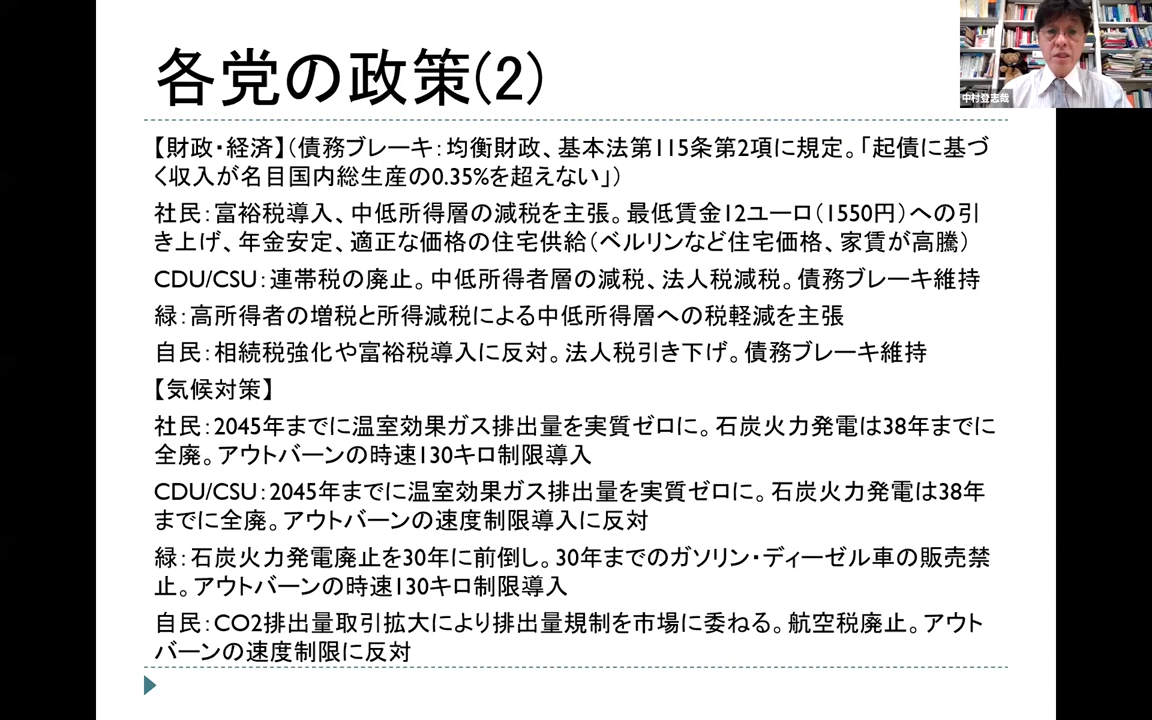 各党の政策(2)
中村登志哉
【財政・経済】(債務ブレーキ：均衡財政、基本法第115条第2項に規定。「起債に基づ
く収入が名目国内総生産の0.35%を超えない」)
社民：富裕税導入、中低所得層の減税を主張。最低賃金12ユーロ(1550円)への引
き上げ、年金安定、適正な価格の住宅供給(ベルリンなど住宅価格、家賃が高騰)
CDU/CSU：連帯税の廃止。中低所得者層の減税、法人税減税。債務ブレーキ維持
緑：高所得者の増税と所得減税による中低所得層への税軽減を主張
自民：相続税強化や富裕税導入に反対。法人税引き下げ。債務ブレーキ維持
【気候対策】
社民：2045年までに温室効果ガス排出量を実質ゼロに。石炭火力発電は38年までに
全廃。アウトバーンの時速130キロ制限導入
CDU/CSU：2045年までに温室効果ガス排出量を実質ゼロに。石炭火力発電は38年
までに全廃。アウトバーンの速度制限導入に反対
緑：石炭火力発電廃止を30年に前倒し。30年までのガソリン・ディーゼル車の販売禁
止。アウトバーンの時速130キロ制限導入
自民：CO2排出量取引拡大により排出量規制を市場に委ねる。航空税廃止。アウト
バーンの速度制限に反対